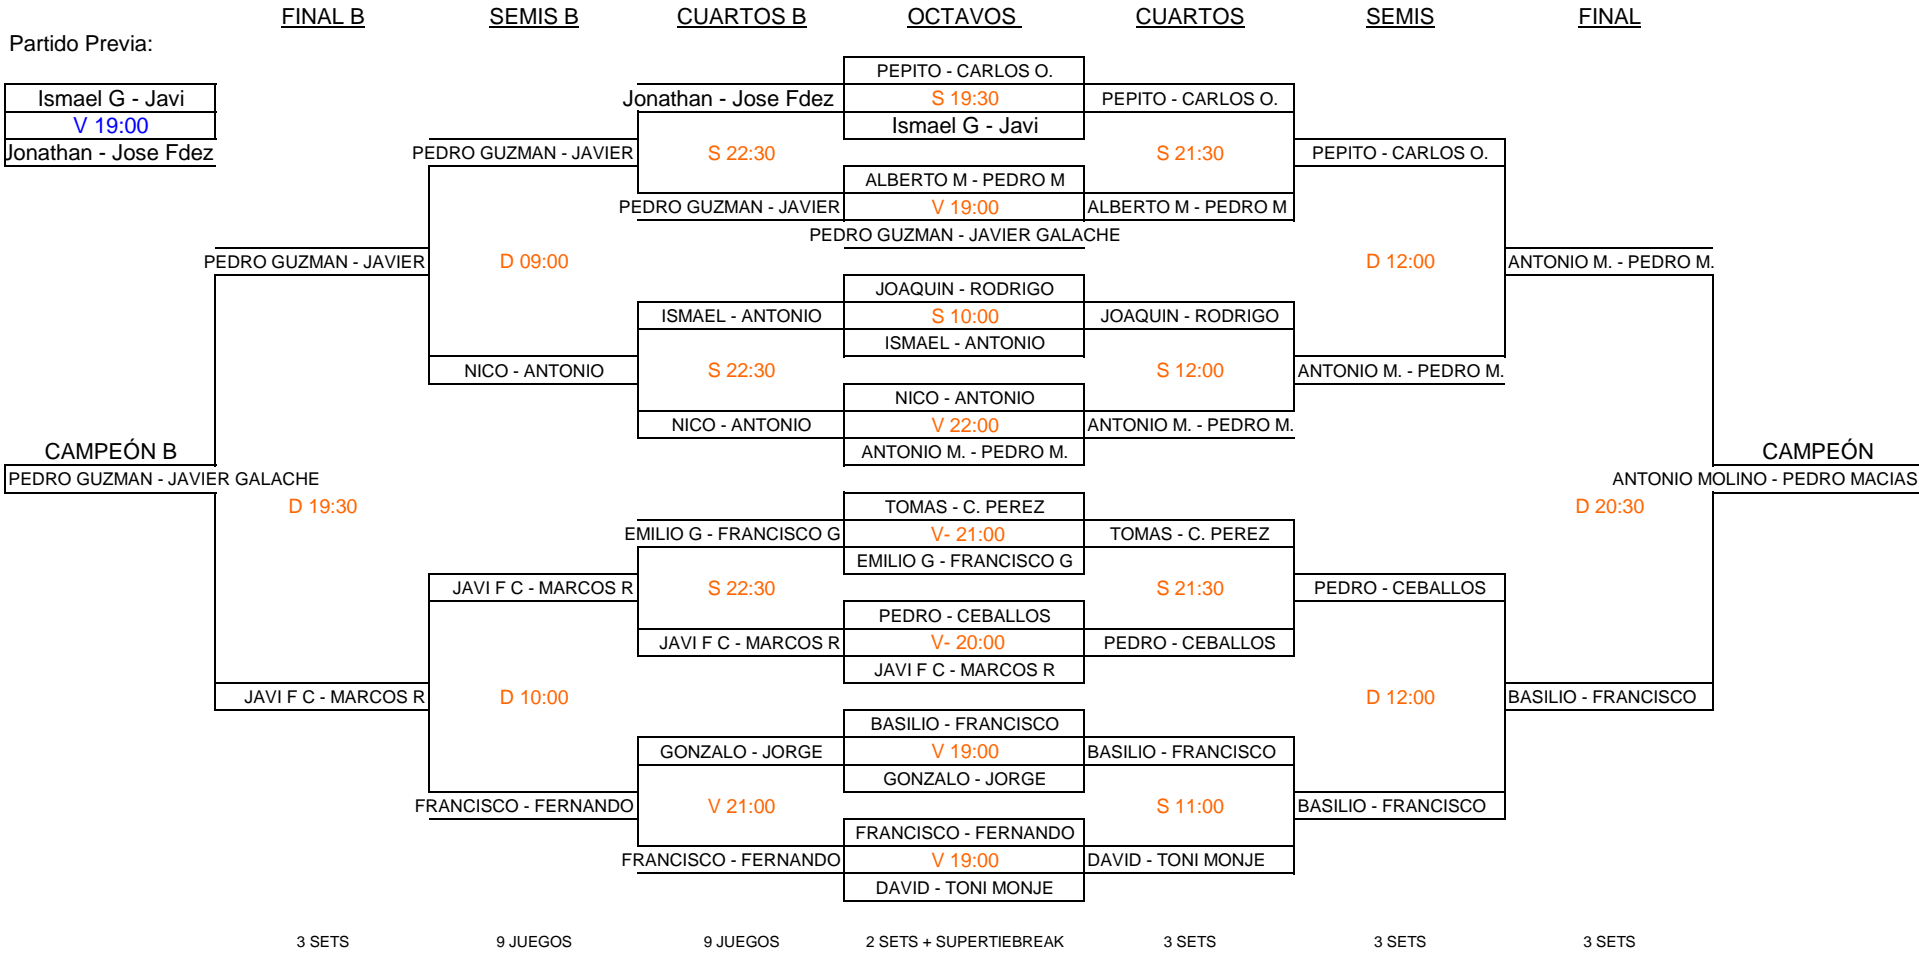 FINAL B SEMIS B CUARTOS B OCTAVOS CUARTOS SEMIS FINAL
Partido Previa:
PEPITO - CARLOS O.
Ismael G - Javi Jonathan - Jose Fdez S 19:30 PEPITO - CARLOS O.
V 19:00 Ismael G - Javi
Jonathan - Jose Fdez PEDRO GUZMAN - JAVIER S 22:30 S 21:30 PEPITO - CARLOS O.
ALBERTO M - PEDRO M
PEDRO GUZMAN - JAVIER V 19:00 ALBERTO M - PEDRO M
PEDRO GUZMAN - JAVIER GALACHE
PEDRO GUZMAN - JAVIER D 09:00 D 12:00 ANTONIO M. - PEDRO M.
JOAQUIN - RODRIGO
ISMAEL - ANTONIO S 10:00 JOAQUIN - RODRIGO
ISMAEL - ANTONIO
NICO - ANTONIO S 22:30 S 12:00 ANTONIO M. - PEDRO M.
NICO - ANTONIO
NICO - ANTONIO V 22:00 ANTONIO M. - PEDRO M.
CAMPEÓN B ANTONIO M. - PEDRO M. CAMPEÓN
PEDRO GUZMAN - JAVIER GALACHE ANTONIO MOLINO - PEDRO MACIAS
D 19:30 TOMAS - C. PEREZ D 20:30
EMILIO G - FRANCISCO G V- 21:00 TOMAS - C. PEREZ
EMILIO G - FRANCISCO G
JAVI F C - MARCOS R S 22:30 S 21:30 PEDRO - CEBALLOS
PEDRO - CEBALLOS
JAVI F C - MARCOS R V- 20:00 PEDRO - CEBALLOS
JAVI F C - MARCOS R
JAVI F C - MARCOS R D 10:00 D 12:00 BASILIO - FRANCISCO
BASILIO - FRANCISCO
GONZALO - JORGE V 19:00 BASILIO - FRANCISCO
GONZALO - JORGE
FRANCISCO - FERNANDO V 21:00 S 11:00 BASILIO - FRANCISCO
FRANCISCO - FERNANDO
FRANCISCO - FERNANDO V 19:00 DAVID - TONI MONJE
DAVID - TONI MONJE
3 SETS 9 JUEGOS 9 JUEGOS 2 SETS + SUPERTIEBREAK 3 SETS 3 SETS 3 SETS